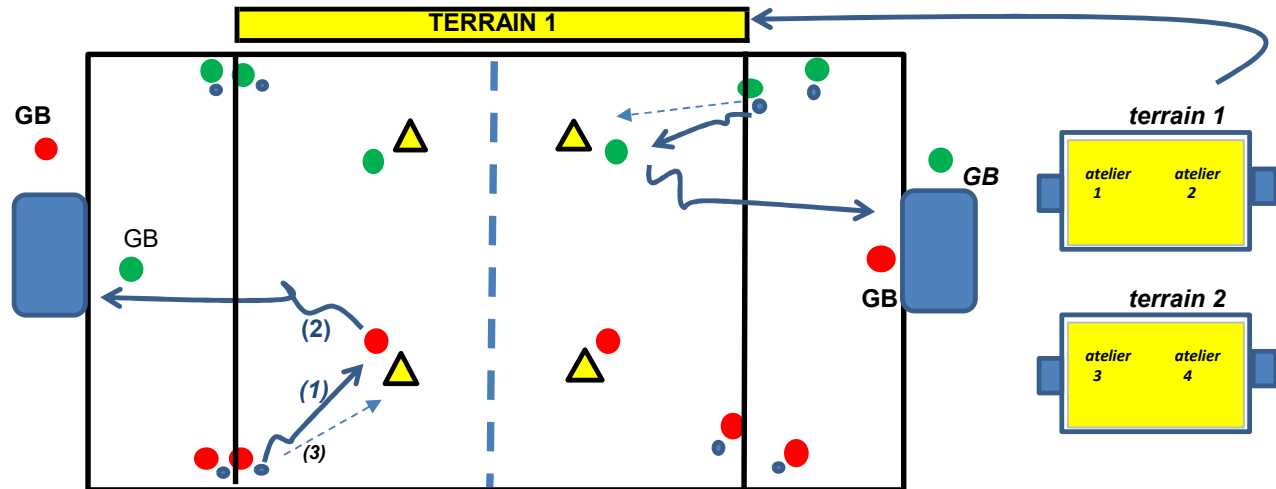 TERRAIN 1
GB
terrain 1
GB
atelier 1
atelier 2
GB
GB
terrain 2
(2)
(1)
atelier 3
atelier 4
(3)